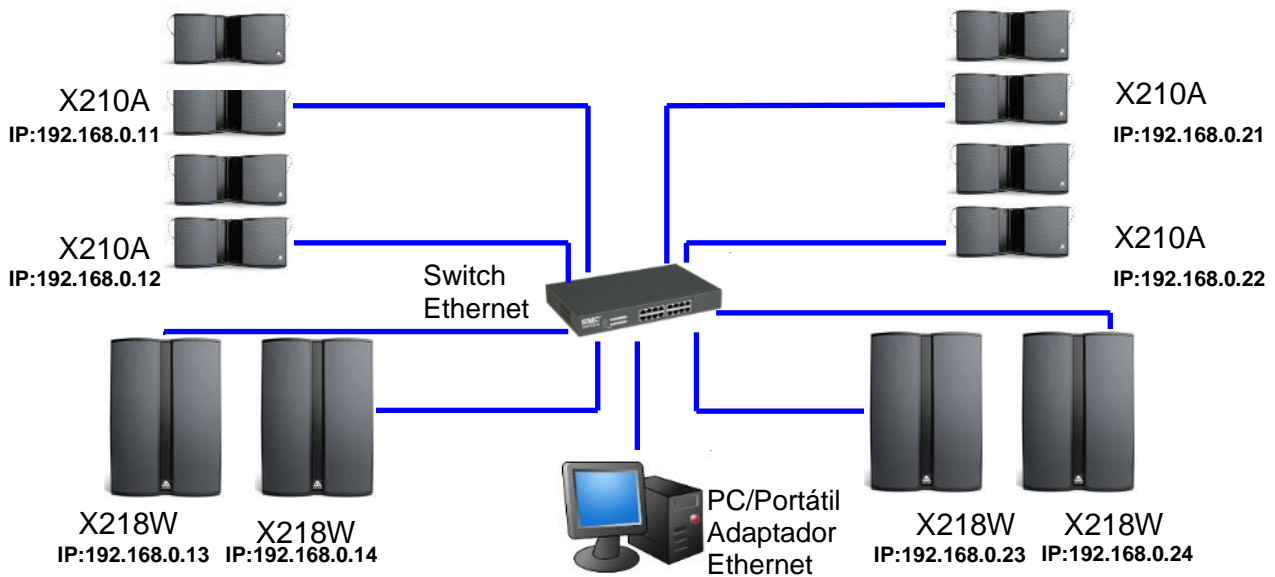 X210A
IP:192.168.0.11
X210A
IP:192.168.0.12
X210A
IP:192.168.0.21
X210A
IP:192.168.0.22
Switch
Ethernet
SMC
X218W
IP:192.168.0.13
X218W
IP:192.168.0.14
PC/Portátil
Adaptador
Ethernet
X218W
IP:192.168.0.23
X218W
IP:192.168.0.24